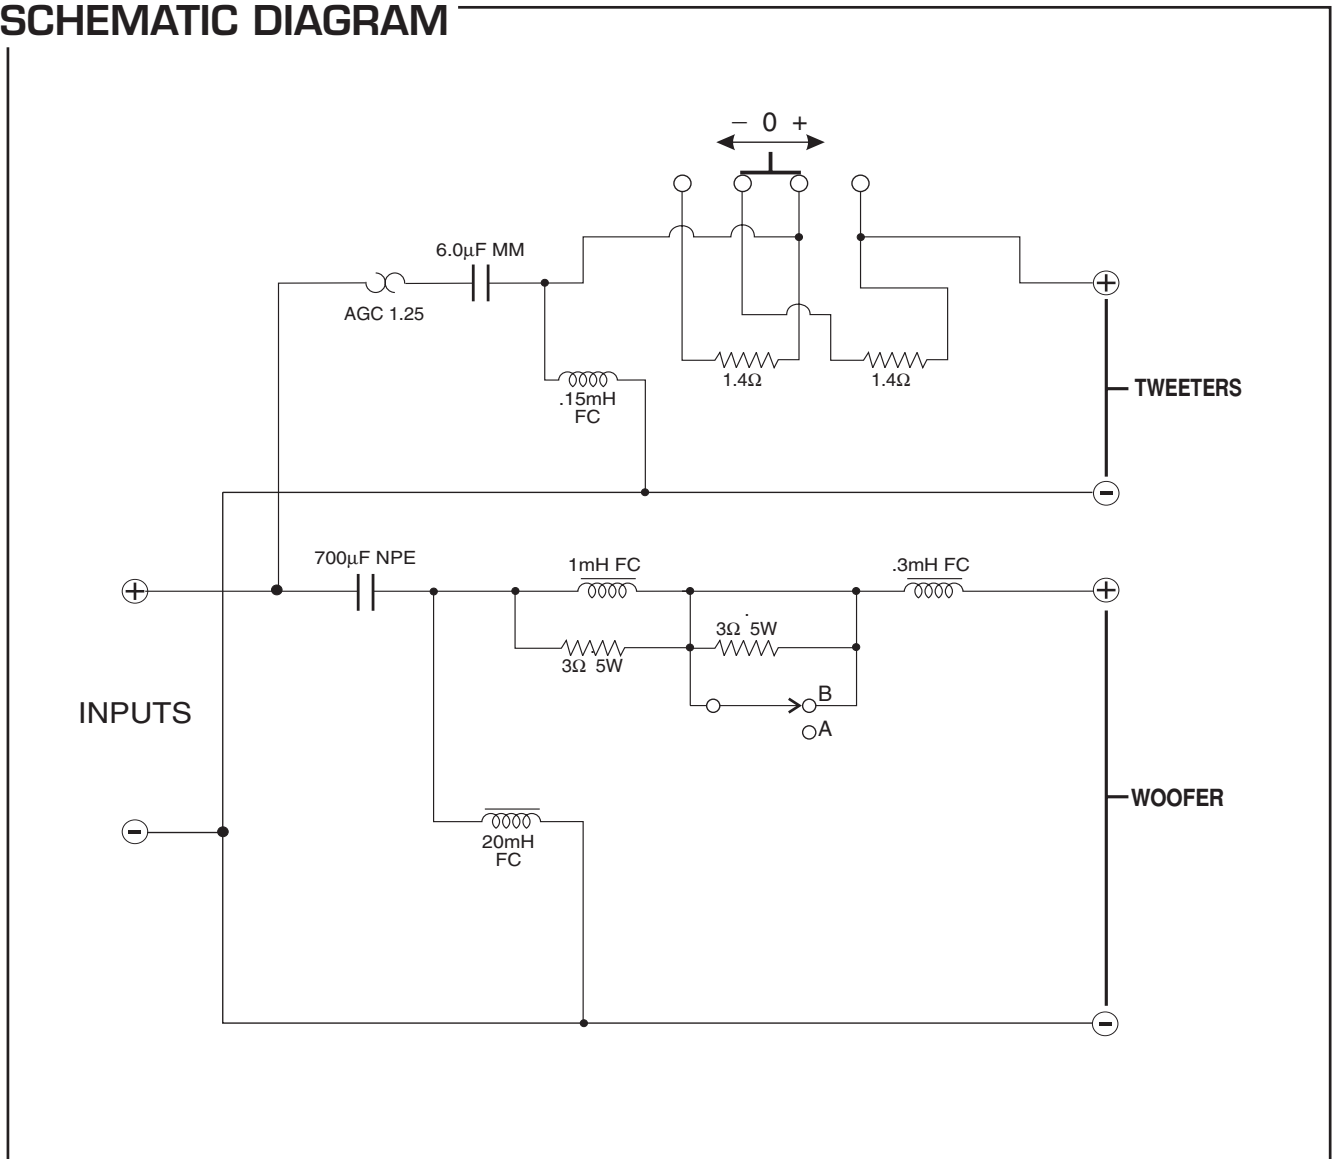 SCHEMATIC DIAGRAM
– 0 +
6.0µF MM
AGC 1.25
1.4Ω
1.4Ω
.15mH
FC
+
TWEETERS
–
700µF NPE
1mH FC
.3mH FC
+
+
3Ω 5W
3Ω 5W
B
A
INPUTS
–
20mH
FC
WOOFER
–